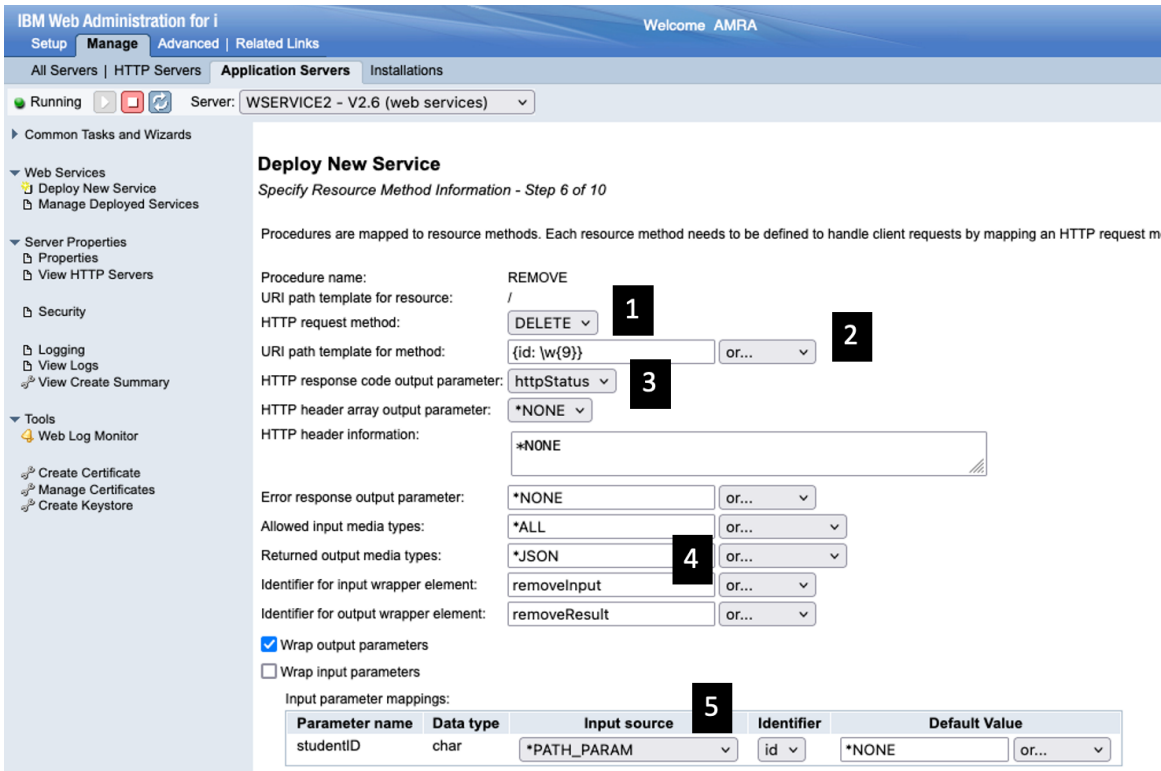 IBM Web Administration for i
Welcome AMRA
Setup Manage Advanced | Related Links
All Servers | HTTP Servers Application Servers Installations
Running Server: WSERVICE2 - V2.6 (web services)
Common Tasks and Wizards
Web Services
Deploy New Service
Manage Deployed Services
Server Properties
Properties
View HTTP Servers
Security
Logging
View Logs
View Create Summary
Tools
Web Log Monitor
Create Certificate
Manage Certificates
Create Keystore
Deploy New Service
Specify Resource Method Information - Step 6 of 10
Procedures are mapped to resource methods. Each resource method needs to be defined to handle client requests by mapping an HTTP request m
Procedure name: REMOVE
URI path template for resource: /
HTTP request method: DELETE 1
URI path template for method: {id: \w{9}} or... 2
HTTP response code output parameter: httpStatus 3
HTTP header array output parameter: *NONE
HTTP header information: *NONE
Error response output parameter: *NONE or...
Allowed input media types: *ALL or...
Returned output media types: *JSON 4 or...
Identifier for input wrapper element: removeInput or...
Identifier for output wrapper element: removeResult or...
Wrap output parameters
Wrap input parameters
Input parameter mappings: 5
Parameter name Data type Input source Identifier Default Value
studentID char *PATH_PARAM id *NONE or...